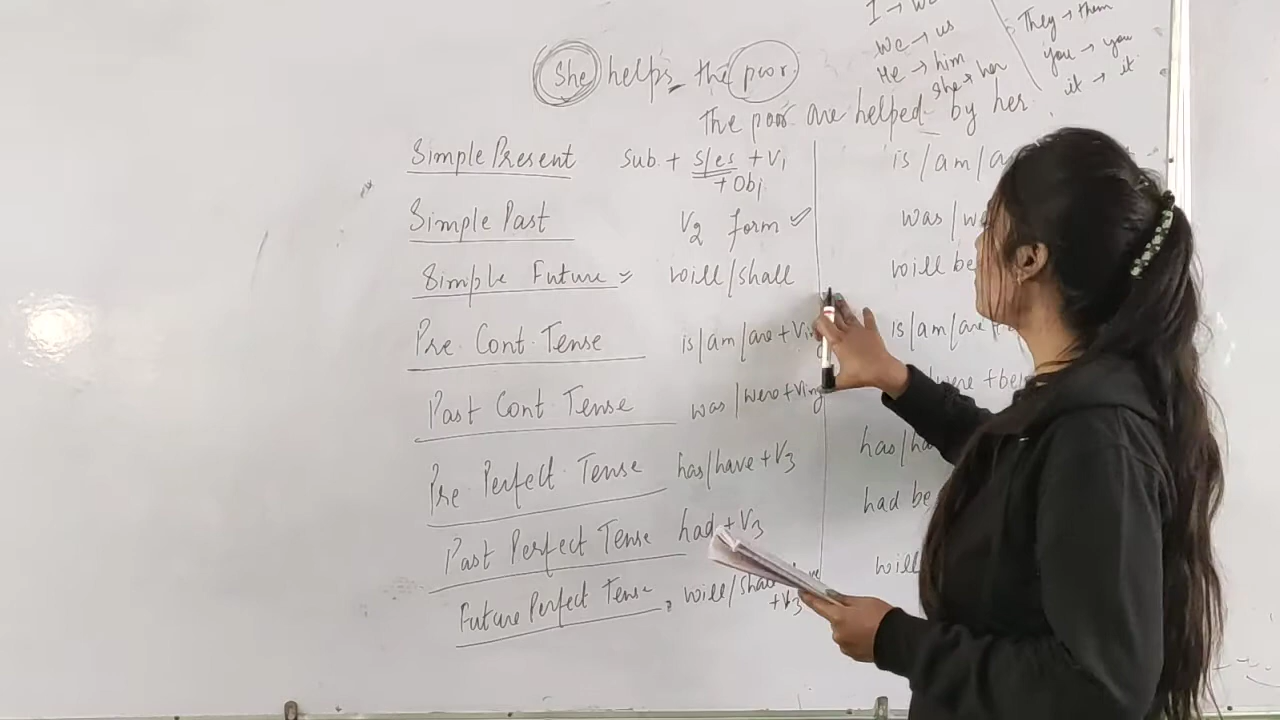 I →
We → us
He → him
She → her
They → them
you → you
it → it
She helps the poor.
The poor are helped by her.
Simple Present Sub. + s/es + V1 + Obj. is/am/
Simple Past V2 form ✓ was/
Simple Future = will/shall will be
Pre. Cont. Tense is/am/are + Ving is/am/are +
Past Cont. Tense was/were + Ving were + bei
Pre. Perfect. Tense has/have + V3 has/ha
Past Perfect Tense had + V3 had be
Future Perfect Tense, will/shall + V3 will